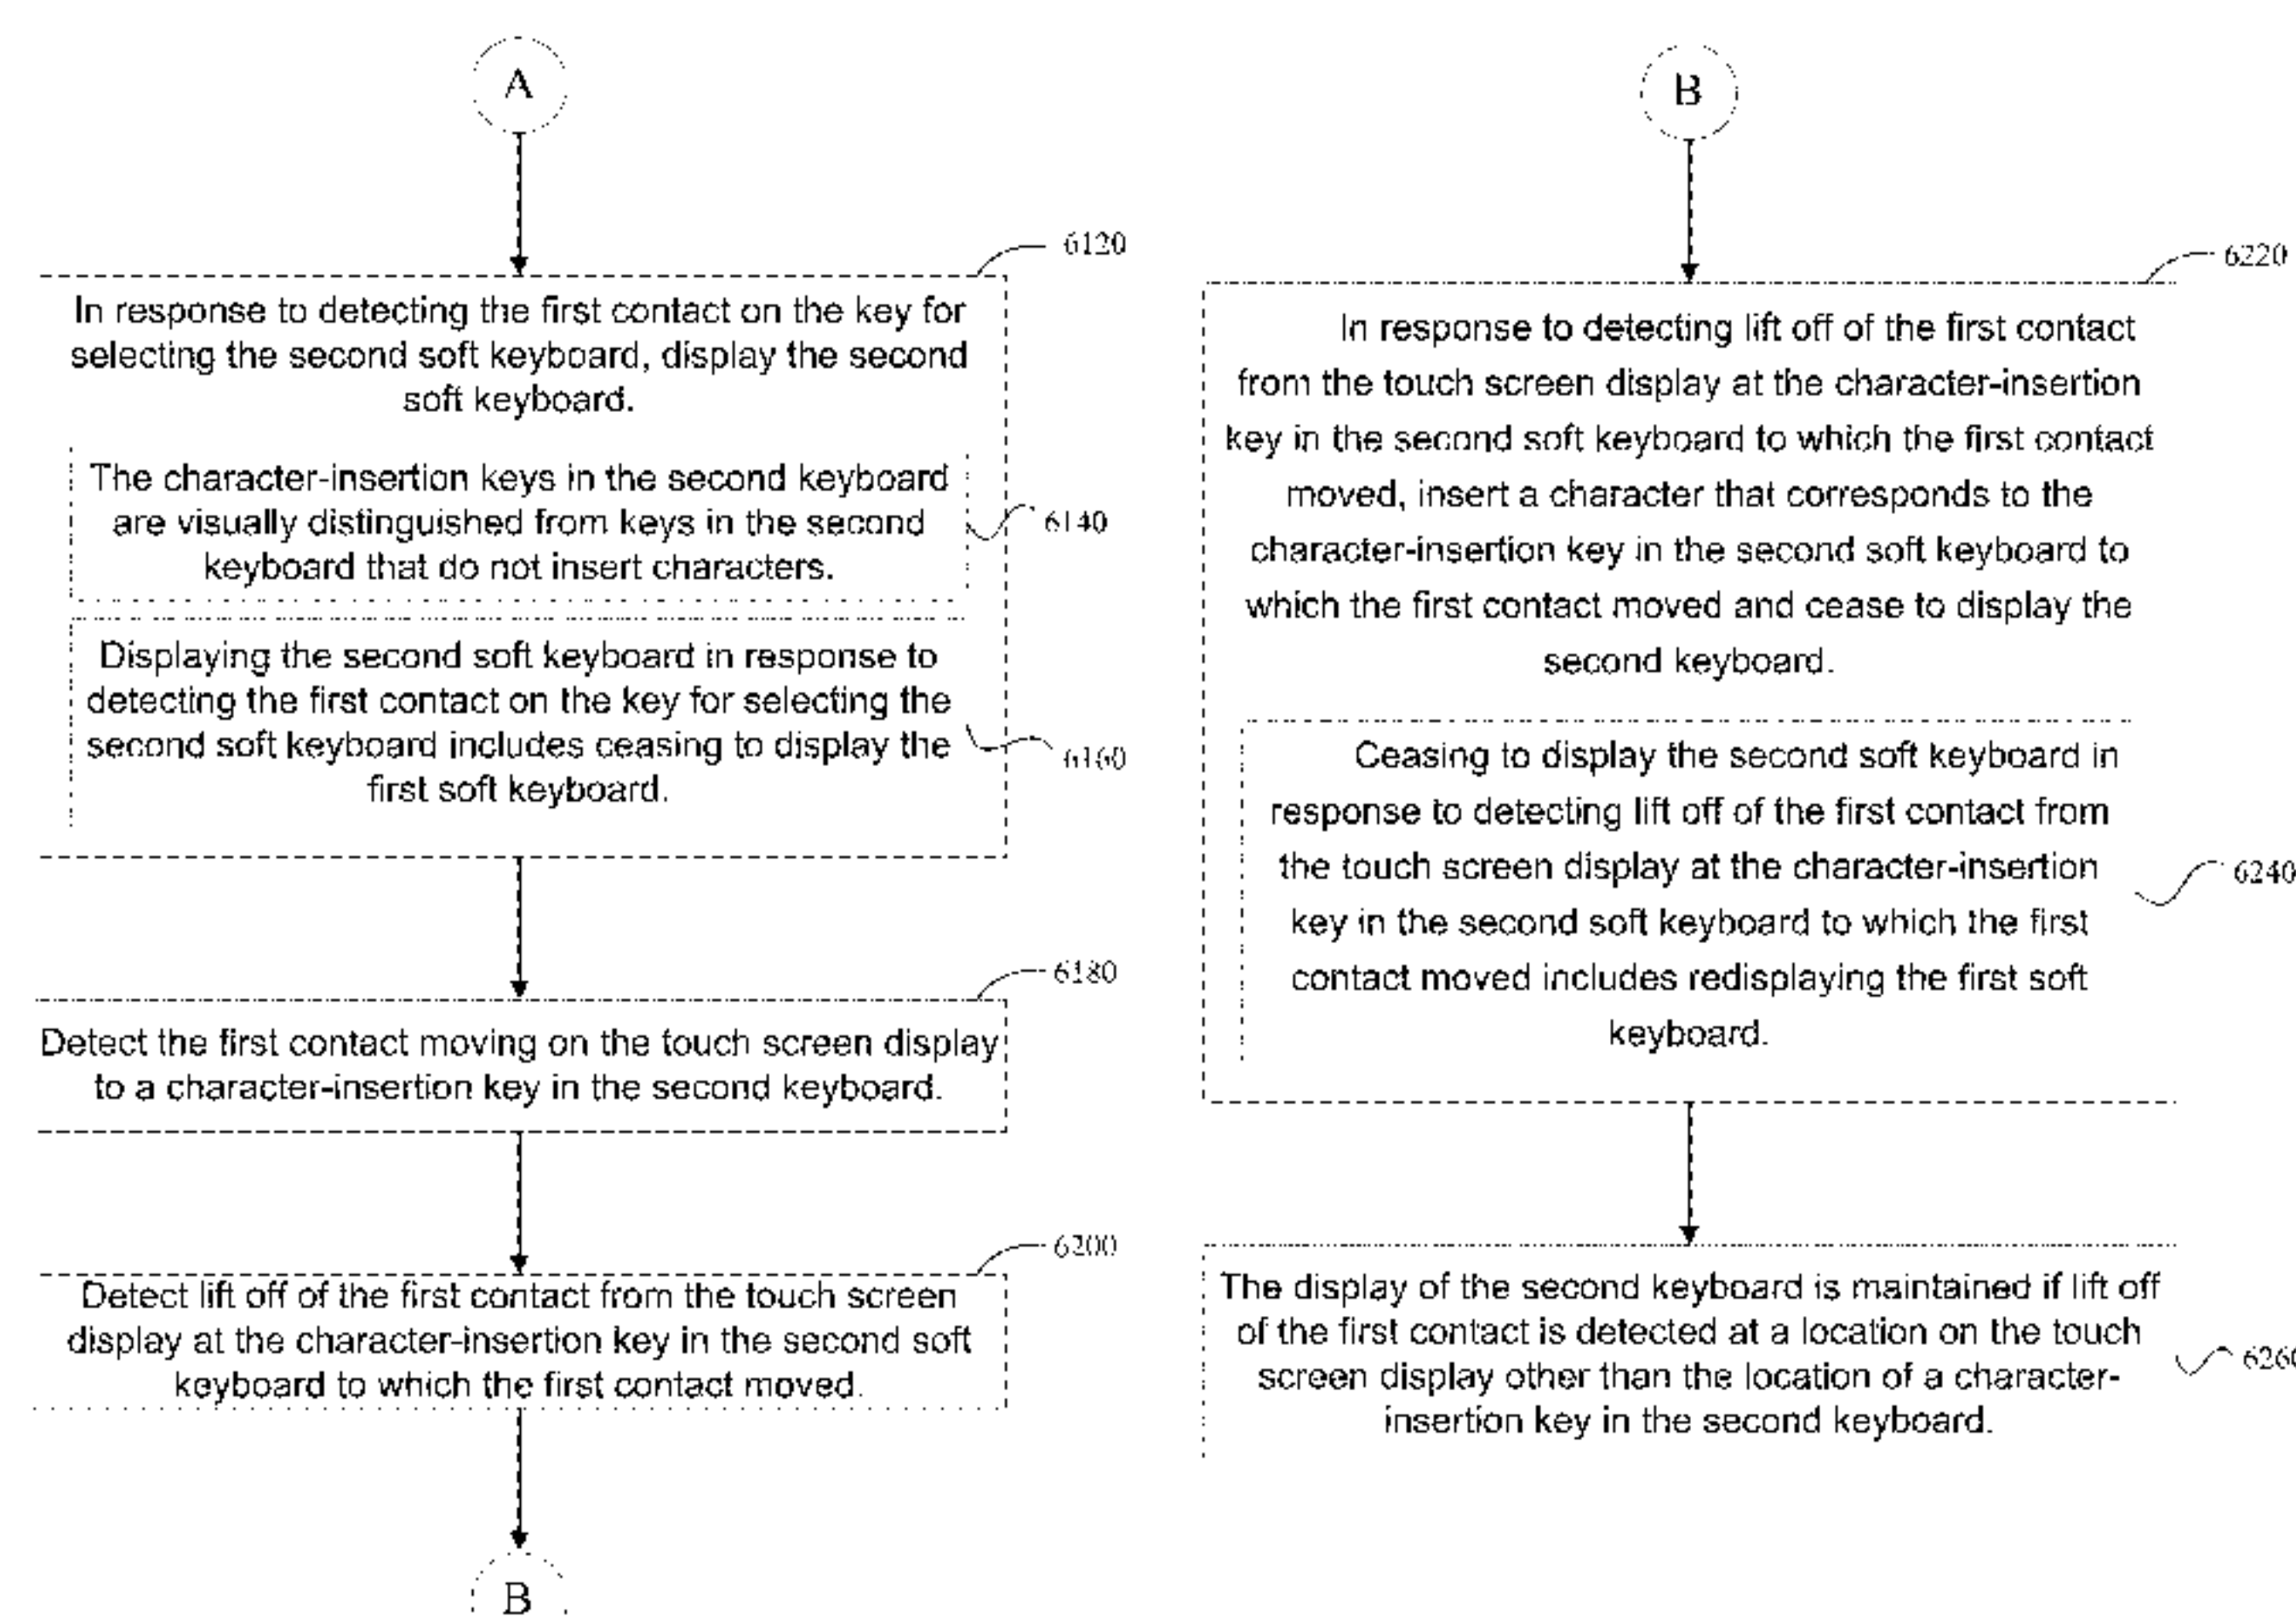 A
6120
In response to detecting the first contact on the key for
selecting the second soft keyboard, display the second
soft keyboard.
The character-insertion keys in the second keyboard
are visually distinguished from keys in the second
keyboard that do not insert characters.
6140
Displaying the second soft keyboard in response to
detecting the first contact on the key for selecting the
second soft keyboard includes ceasing to display the
first soft keyboard.
6160
6180
Detect the first contact moving on the touch screen display
to a character-insertion key in the second keyboard.
6200
Detect lift off of the first contact from the touch screen
display at the character-insertion key in the second soft
keyboard to which the first contact moved.
B
B
6220
In response to detecting lift off of the first contact
from the touch screen display at the character-insertion
key in the second soft keyboard to which the first contact
moved, insert a character that corresponds to the
character-insertion key in the second soft keyboard to
which the first contact moved and cease to display the
second keyboard.
Ceasing to display the second soft keyboard in
response to detecting lift off of the first contact from
the touch screen display at the character-insertion
key in the second soft keyboard to which the first
contact moved includes redisplaying the first soft
keyboard.
6240
The display of the second keyboard is maintained if lift off
of the first contact is detected at a location on the touch
screen display other than the location of a character-
insertion key in the second keyboard.
6260